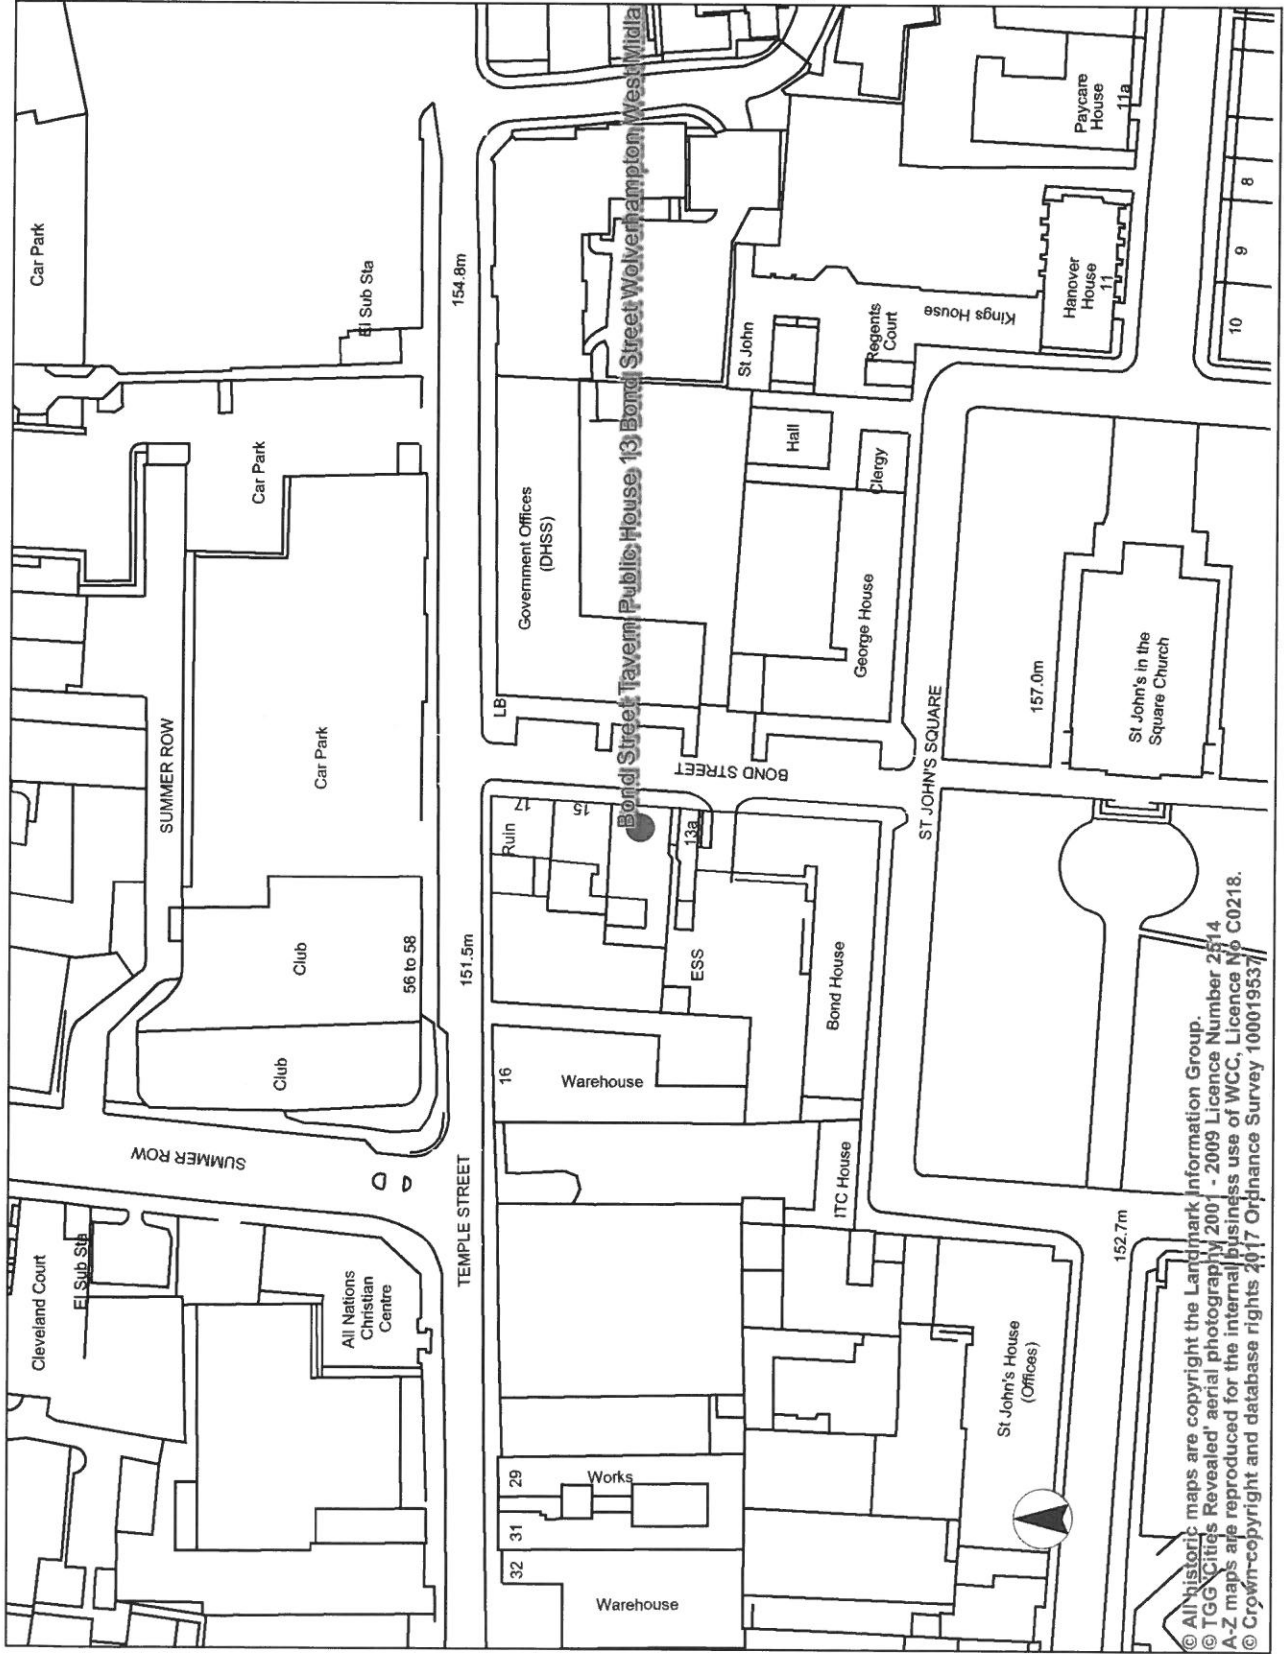 Car Park
El Sub Sta
154.8m
Car Park
SUMMER ROW
Car Park
Club
56 to 58
151.5m
Club
SUMMER ROW
TEMPLE STREET
Cleveland Court
El Sub Sta
All Nations
Christian
Centre
Bond Street Tavern Public House 13 Bond Street Wolverhampton West Midla
Government Offices
(DHSS)
LB
BOND STREET
17
15
Ruin
13a
ESS
Bond House
16
Warehouse
ITC House
29
Works
31
32
Warehouse
St John's House
(Offices)
152.7m
St John
Regents
Court
Kings House
Hanover
House
11
Paycare
House
11a
8
9
10
Hall
Clergy
George House
ST JOHN'S SQUARE
157.0m
St John's in the
Square Church
© All historic maps are copyright the Landmark Information Group.
© TGG 'Cities Revealed' aerial photography 2001 - 2009 Licence Number 2514
A-Z maps are reproduced for the internal business use of WCC, Licence No C0218.
© Crown copyright and database rights 2017 Ordnance Survey 100019537